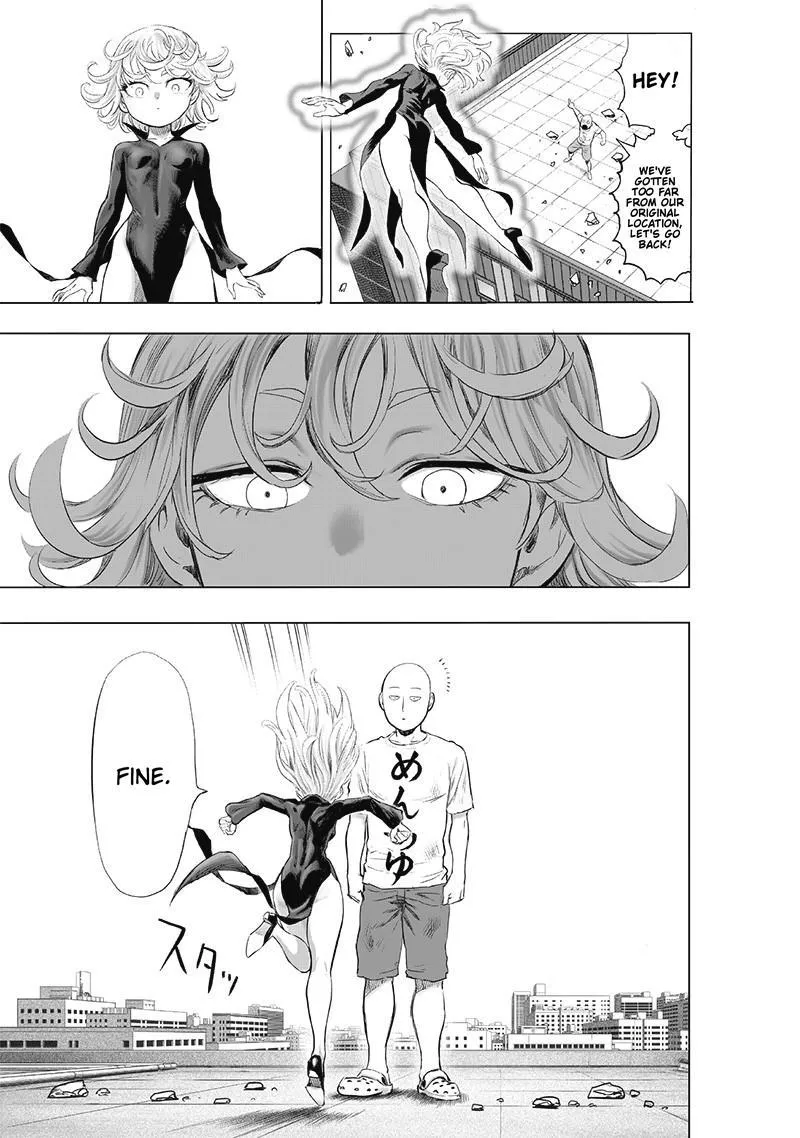 HEY!
WE'VE
GOTTEN
TOO FAR
FROM OUR
ORIGINAL
LOCATION,
LET'S GO
BACK!
FINE.
めんつゆ
スタッ